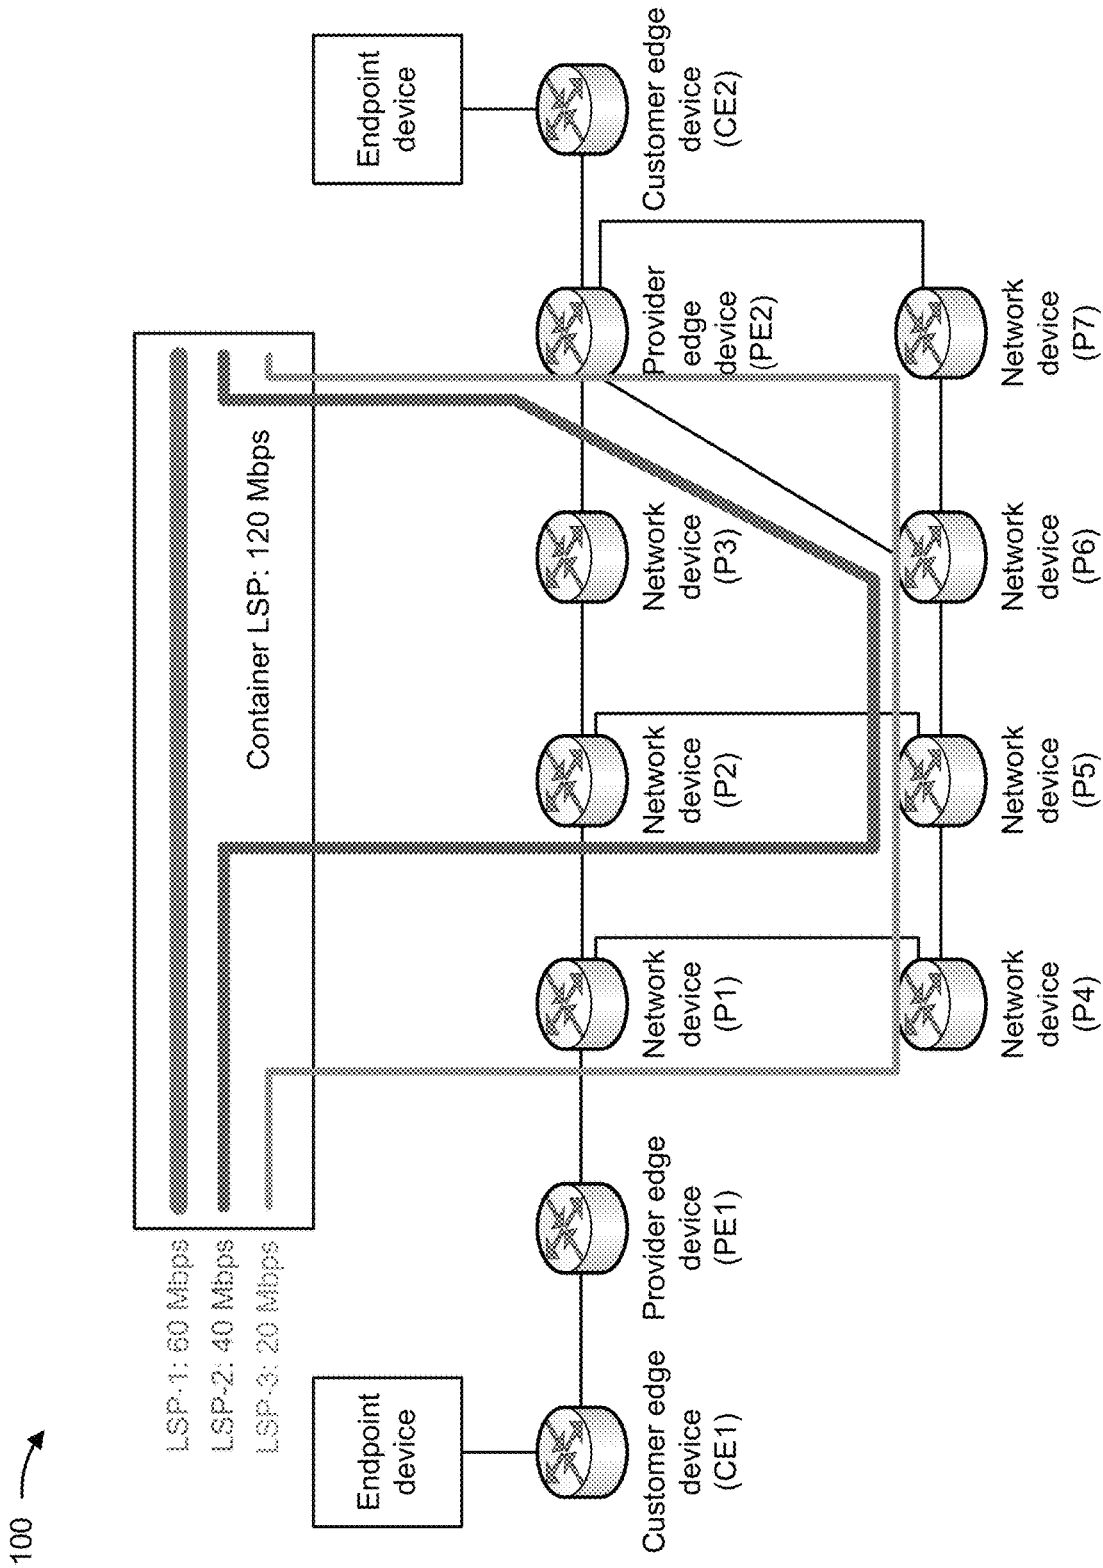 100
LSP-1: 60 Mbps
LSP-2: 40 Mbps
LSP-3: 20 Mbps
Container LSP: 120 Mbps
Endpoint
device
Endpoint
device
Customer edge
device
(CE1)
Provider edge
device
(PE1)
Network
device
(P1)
Network
device
(P2)
Network
device
(P3)
Provider
edge
device
(PE2)
Customer edge
device
(CE2)
Network
device
(P4)
Network
device
(P5)
Network
device
(P6)
Network
device
(P7)